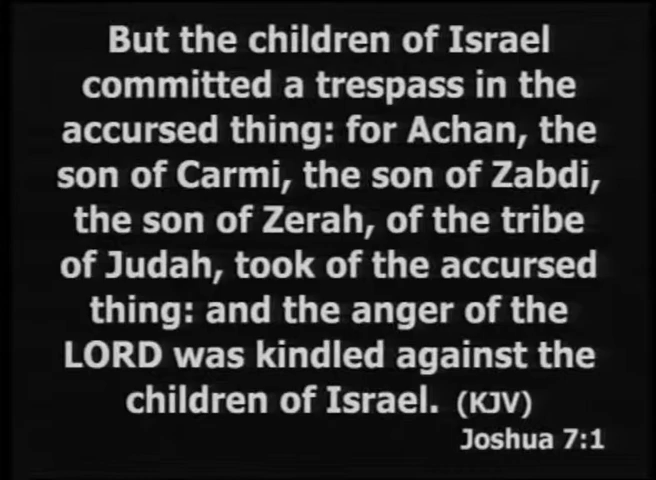 But the children of Israel
committed a trespass in the
accursed thing: for Achan, the
son of Carmi, the son of Zabdi,
the son of Zerah, of the tribe
of Judah, took of the accursed
thing: and the anger of the
LORD was kindled against the
children of Israel. (KJV)
Joshua 7:1